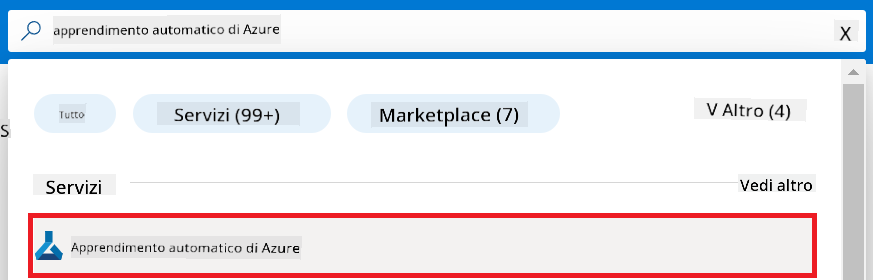 apprendimento automatico di Azure X
Tutto Servizi (99+) Marketplace (7) V Altro (4)
S
Servizi Vedi altro
Apprendimento automatico di Azure